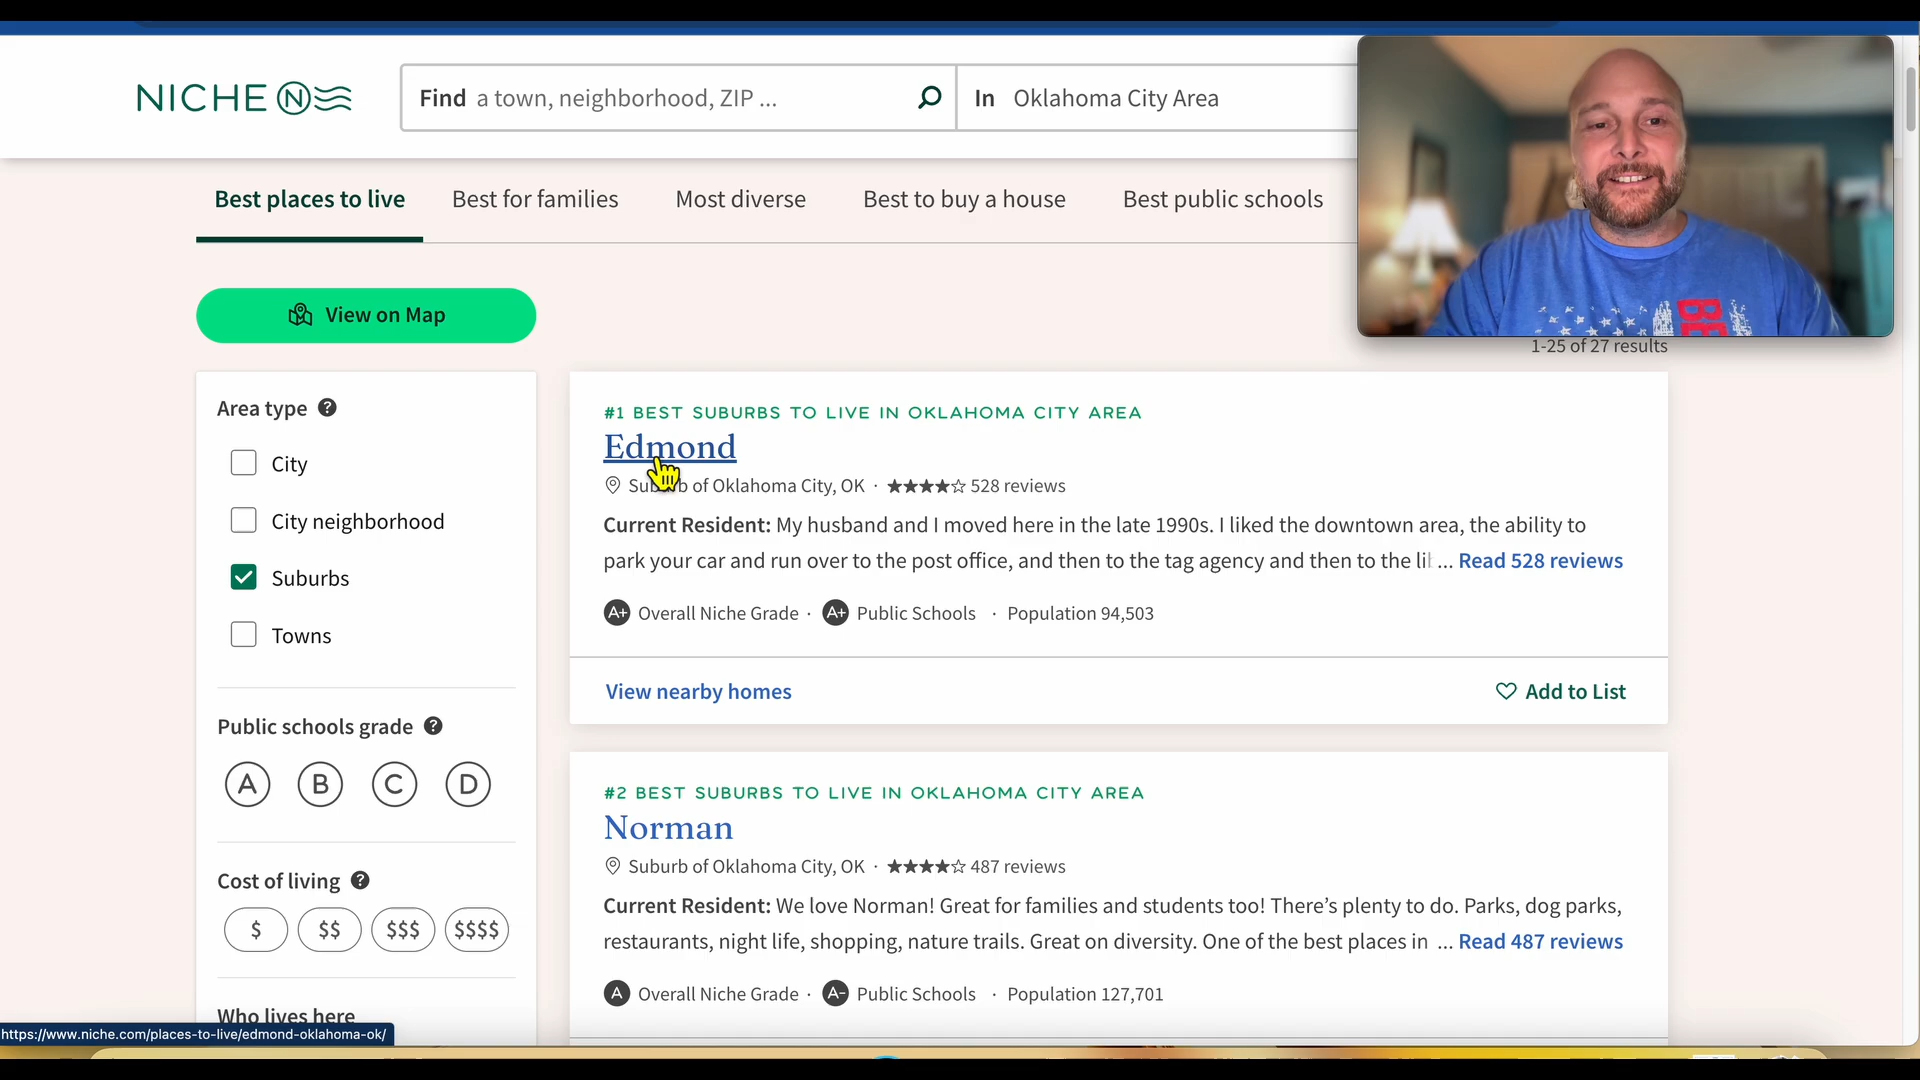 NICHE N
Find a town, neighborhood, ZIP ...
In Oklahoma City Area
Best places to live
Best for families
Most diverse
Best to buy a house
Best public schools
View on Map
1-25 of 27 results
Area type ?
City
City neighborhood
Suburbs
Towns
Public schools grade ?
A B C D
Cost of living ?
$ $$ $$$ $$$$
Who lives here
#1 BEST SUBURBS TO LIVE IN OKLAHOMA CITY AREA
Edmond
Suburb of Oklahoma City, OK · ★★★★☆ 528 reviews
Current Resident: My husband and I moved here in the late 1990s. I liked the downtown area, the ability to
park your car and run over to the post office, and then to the tag agency and then to the li ... Read 528 reviews
A+ Overall Niche Grade · A+ Public Schools · Population 94,503
View nearby homes
Add to List
#2 BEST SUBURBS TO LIVE IN OKLAHOMA CITY AREA
Norman
Suburb of Oklahoma City, OK · ★★★★☆ 487 reviews
Current Resident: We love Norman! Great for families and students too! There's plenty to do. Parks, dog parks,
restaurants, night life, shopping, nature trails. Great on diversity. One of the best places in ... Read 487 reviews
A Overall Niche Grade · A- Public Schools · Population 127,701
https://www.niche.com/places-to-live/edmond-oklahoma-ok/